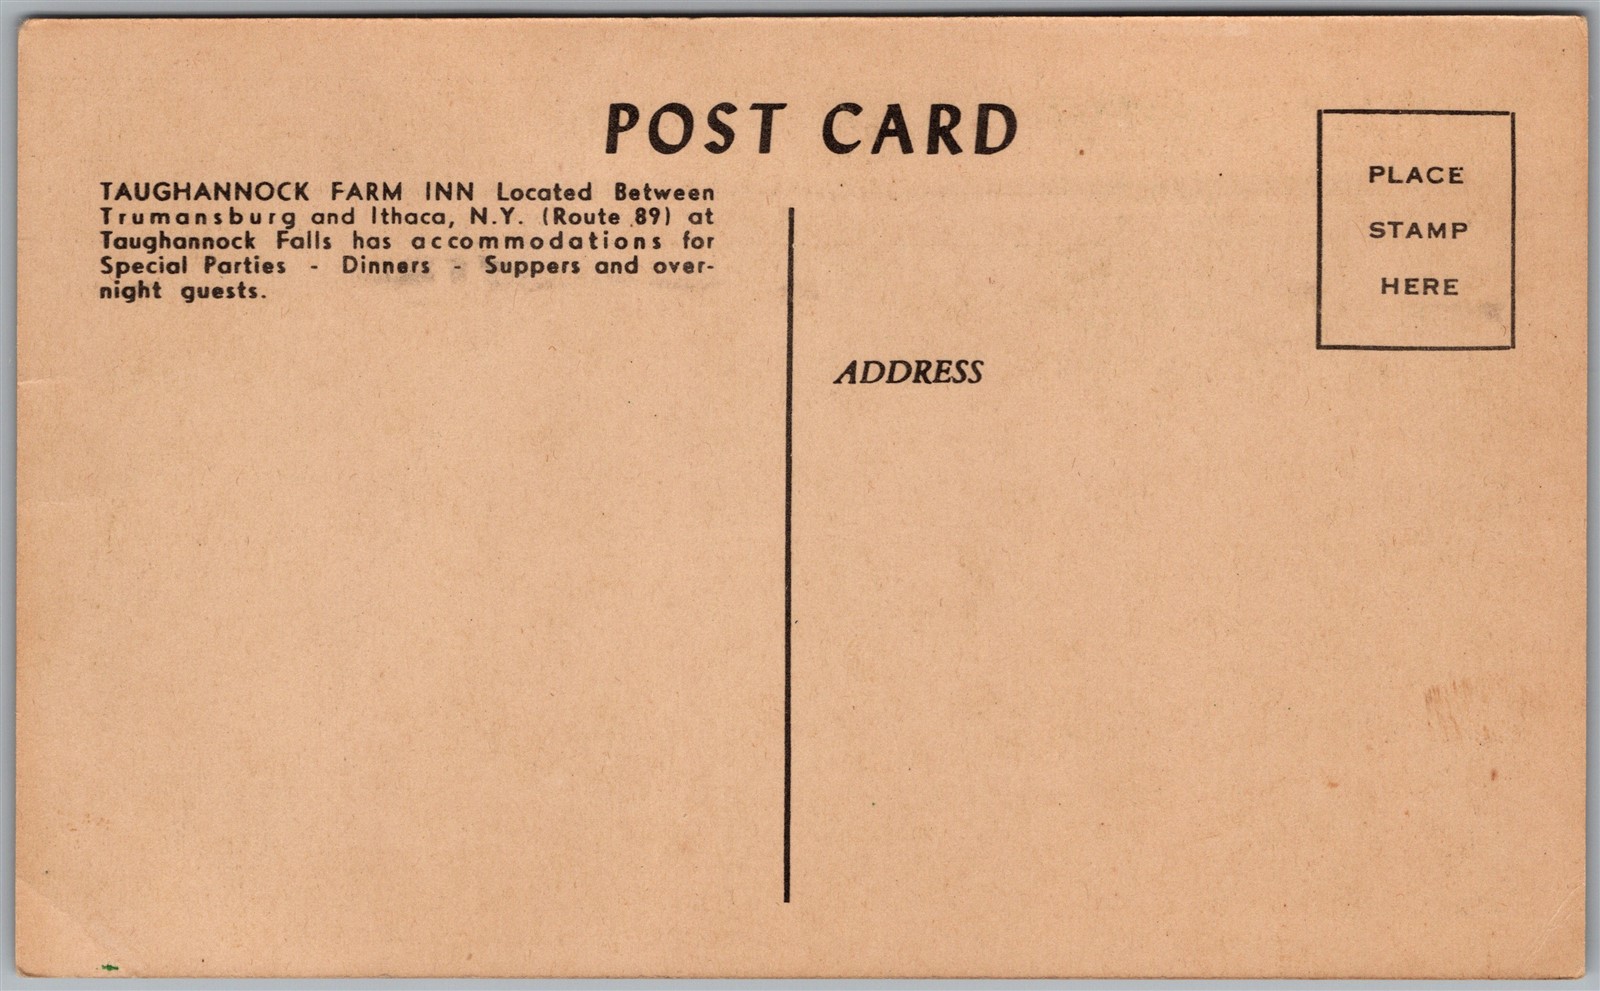 POST CARD
TAUGHANNOCK FARM INN Located Between
Trumansburg and Ithaca, N.Y. (Route 89) at
Taughannock Falls has accommodations for
Special Parties - Dinners - Suppers and over-
night guests.
PLACE
STAMP
HERE
ADDRESS